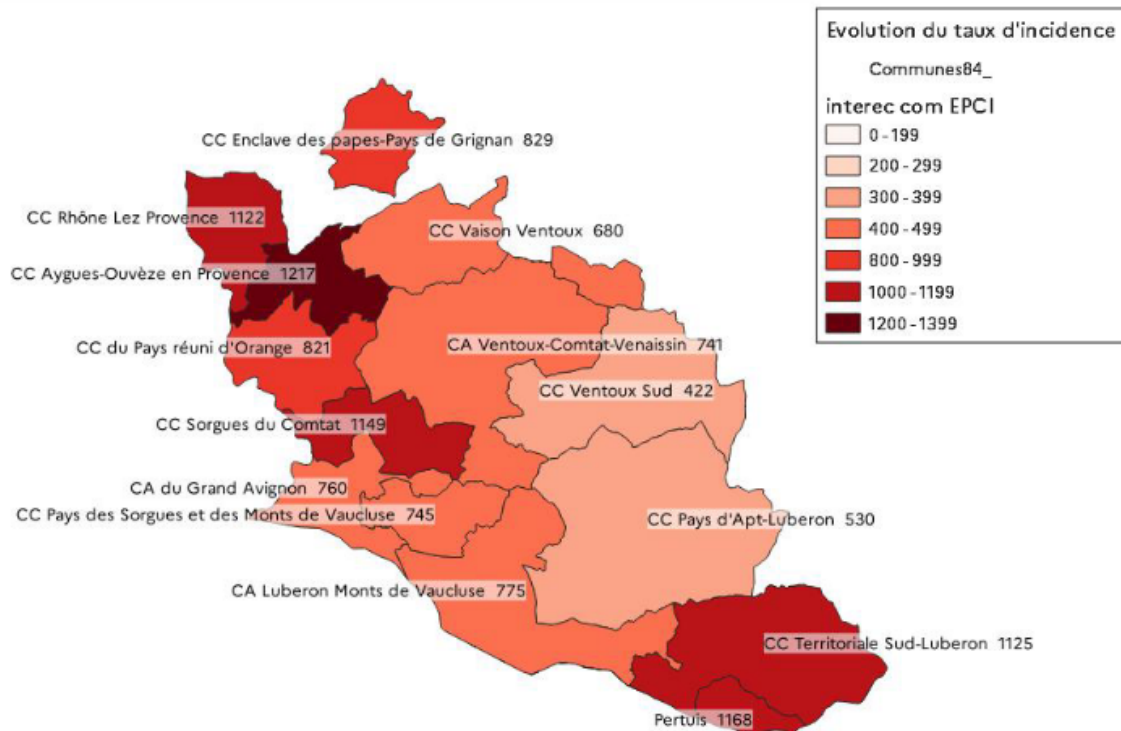 Evolution du taux d'incidence
Communes84_
interec com EPCI
0 - 199
200 - 299
300 - 399
400 - 499
800 - 999
1000 - 1199
1200 - 1399
CC Enclave des papes-Pays de Grignan 829
CC Rhône Lez Provence 1122
CC Vaison Ventoux 680
CC Aygues-Ouvèze en Provence 1217
CC du Pays réuni d'Orange 821
CA Ventoux-Comtat-Venaissin 741
CC Ventoux Sud 422
CC Sorgues du Comtat 1149
CA du Grand Avignon 760
CC Pays des Sorgues et des Monts de Vaucluse 745
CC Pays d'Apt-Luberon 530
CA Luberon Monts de Vaucluse 775
CC Territoriale Sud-Luberon 1125
Pertuis 1168